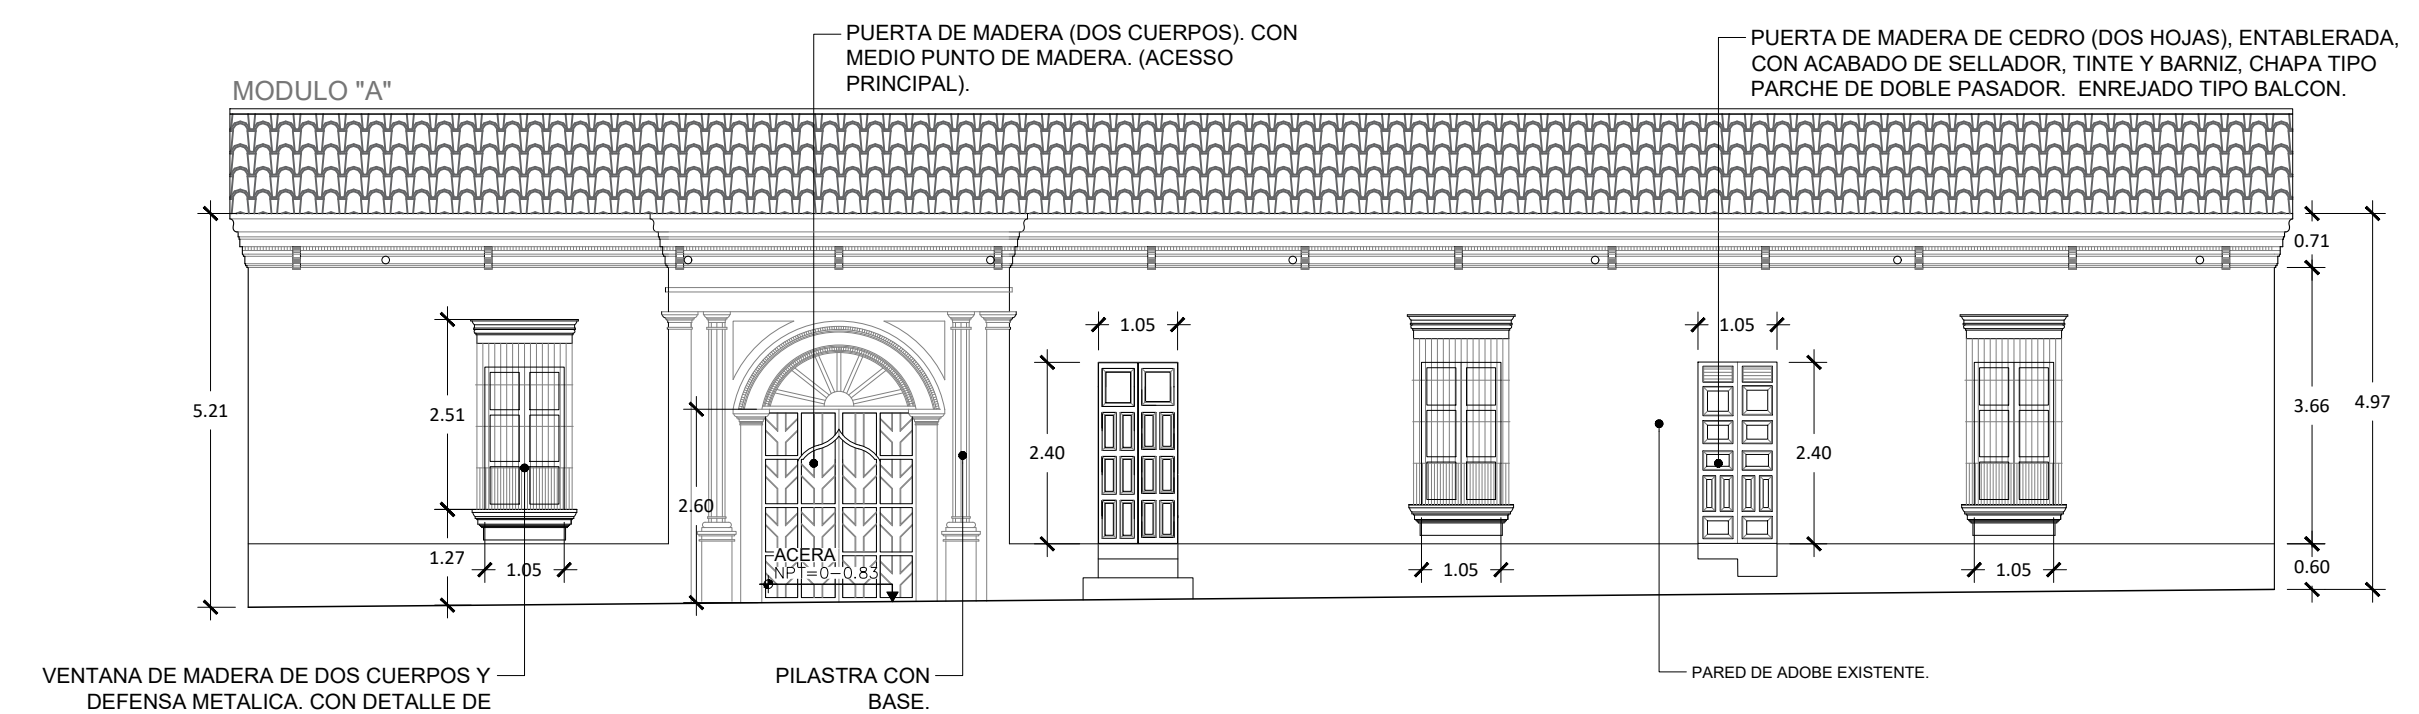 PUERTA DE MADERA (DOS CUERPOS). CON
MEDIO PUNTO DE MADERA. (ACESSO
PRINCIPAL).
PUERTA DE MADERA DE CEDRO (DOS HOJAS), ENTABLERADA,
CON ACABADO DE SELLADOR, TINTE Y BARNIZ, CHAPA TIPO
PARCHE DE DOBLE PASADOR. ENREJADO TIPO BALCON.
MODULO "A"
0.71
1.05
1.05
5.21
2.51
2.40
2.40
3.66
4.97
2.60
ACERA
NPT=0-0.83
1.27
1.05
1.05
1.05
0.60
VENTANA DE MADERA DE DOS CUERPOS Y
DEFENSA METALICA, CON DETALLE DE
PILASTRA CON
BASE.
PARED DE ADOBE EXISTENTE.